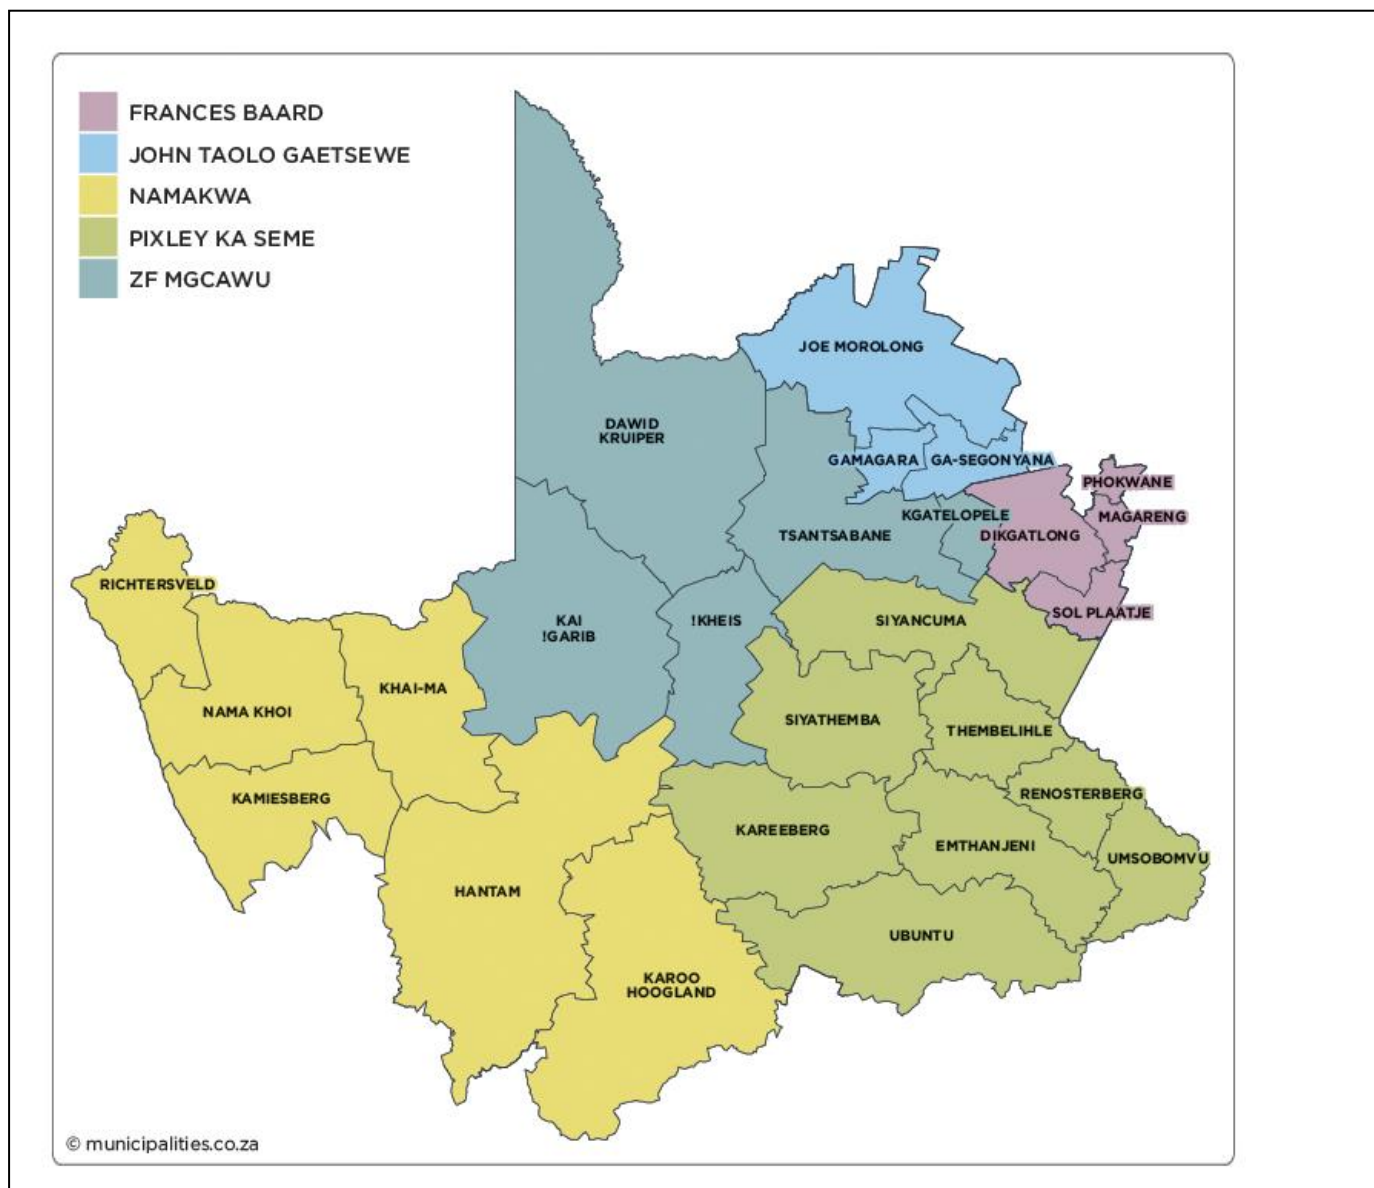 FRANCES BAARD
JOHN TAOLO GAETSEWE
NAMAKWA
PIXLEY KA SEME
ZF MGCAWU
JOE MOROLONG
DAWID
KRUIPER
GAMAGARA
GA-SEGONYANA
PHOKWANE
KGATELOPELE
MAGARENG
TSANTSABANE
DIKGATLONG
RICHTERSVELD
SOL PLAATJE
KAI
!GARIB
!KHEIS
SIYANCUMA
KHAI-MA
NAMA KHOI
SIYATHEMBA
THEMBELIHLE
KAMIESBERG
RENOSTERBERG
KAREEBERG
EMTHANJENI
UMSOBOMVU
HANTAM
UBUNTU
KAROO
HOOGLAND
© municipalities.co.za